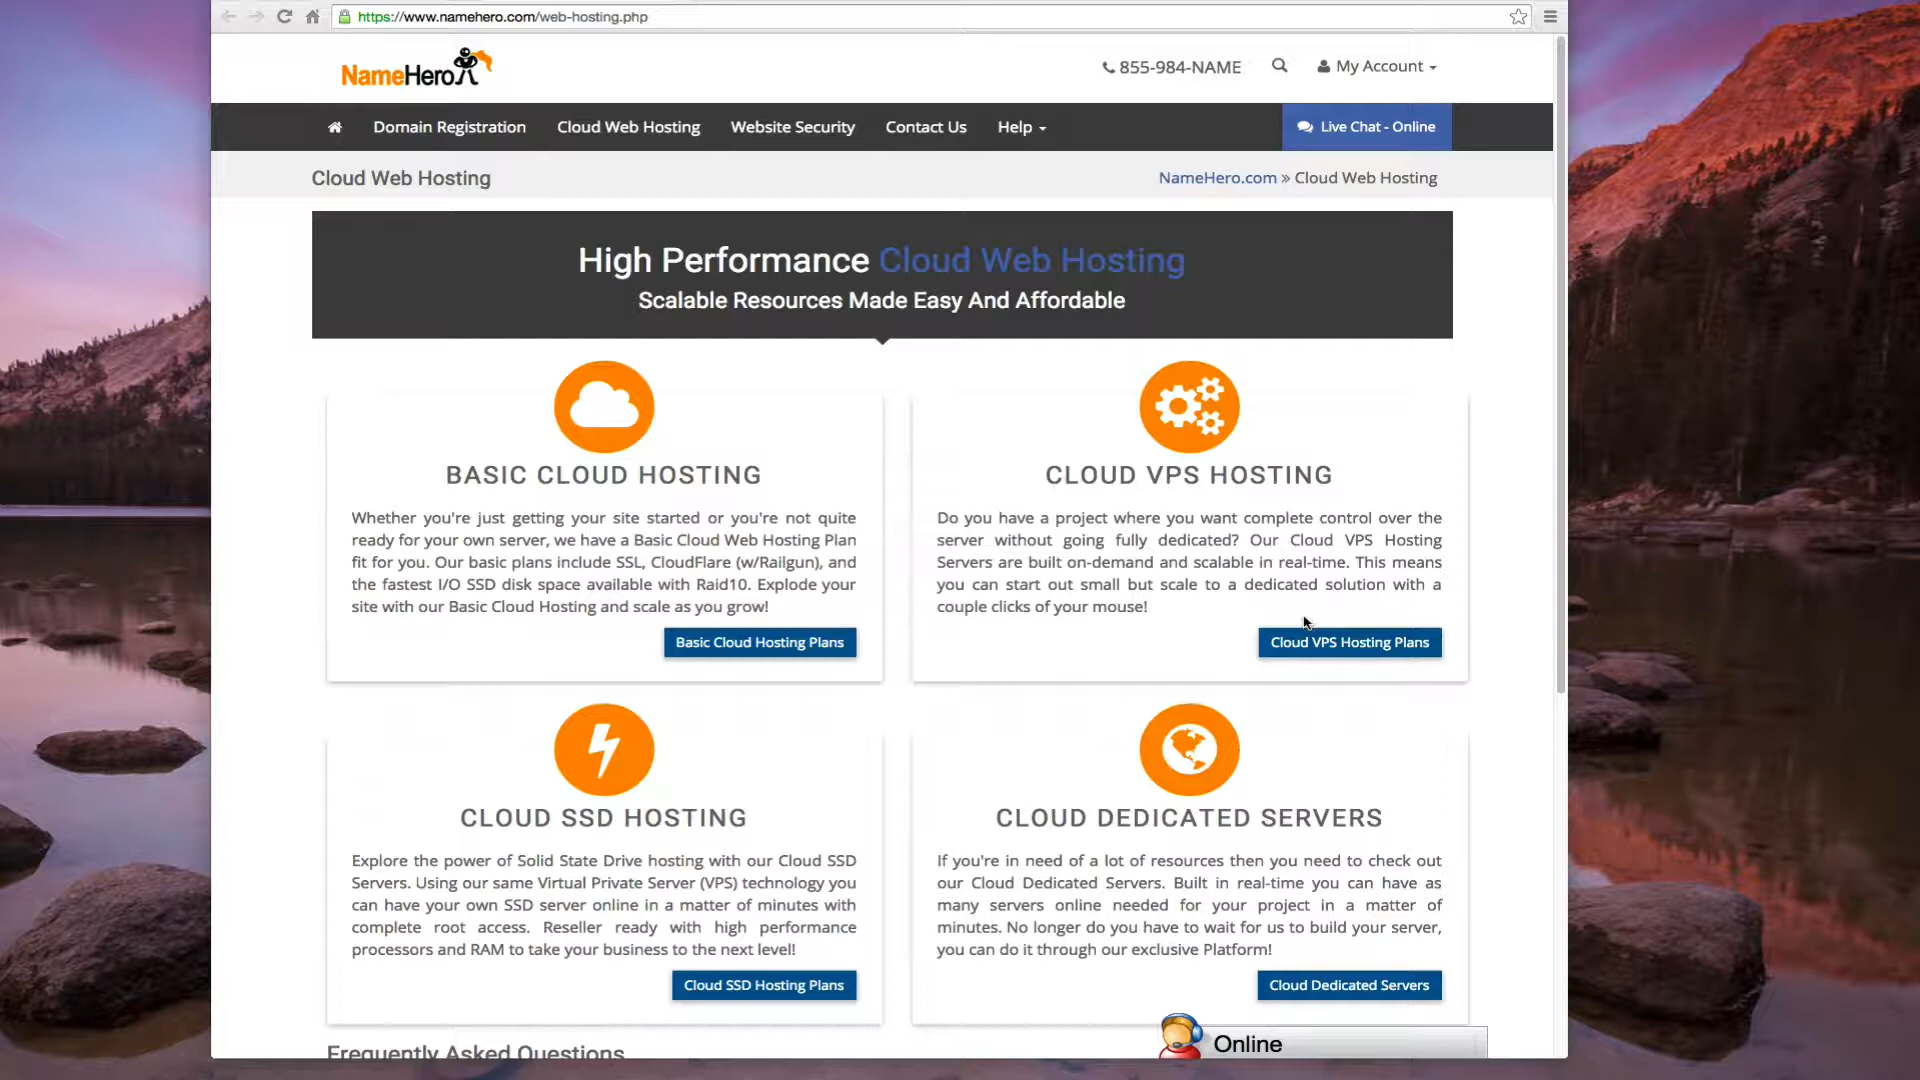 https://www.namehero.com/web-hosting.php
NameHero
855-984-NAME
My Account
Domain Registration
Cloud Web Hosting
Website Security
Contact Us
Help
Live Chat - Online
Cloud Web Hosting
NameHero.com » Cloud Web Hosting
High Performance Cloud Web Hosting
Scalable Resources Made Easy And Affordable
BASIC CLOUD HOSTING
Whether you're just getting your site started or you're not quite
ready for your own server, we have a Basic Cloud Web Hosting Plan
fit for you. Our basic plans include SSL, CloudFlare (w/Railgun), and
the fastest I/O SSD disk space available with Raid10. Explode your
site with our Basic Cloud Hosting and scale as you grow!
Basic Cloud Hosting Plans
CLOUD VPS HOSTING
Do you have a project where you want complete control over the
server without going fully dedicated? Our Cloud VPS Hosting
Servers are built on-demand and scalable in real-time. This means
you can start out small but scale to a dedicated solution with a
couple clicks of your mouse!
Cloud VPS Hosting Plans
CLOUD SSD HOSTING
Explore the power of Solid State Drive hosting with our Cloud SSD
Servers. Using our same Virtual Private Server (VPS) technology you
can have your own SSD server online in a matter of minutes with
complete root access. Reseller ready with high performance
processors and RAM to take your business to the next level!
Cloud SSD Hosting Plans
CLOUD DEDICATED SERVERS
If you're in need of a lot of resources then you need to check out
our Cloud Dedicated Servers. Built in real-time you can have as
many servers online needed for your project in a matter of
minutes. No longer do you have to wait for us to build your server,
you can do it through our exclusive Platform!
Cloud Dedicated Servers
Frequently Asked Questions
Online